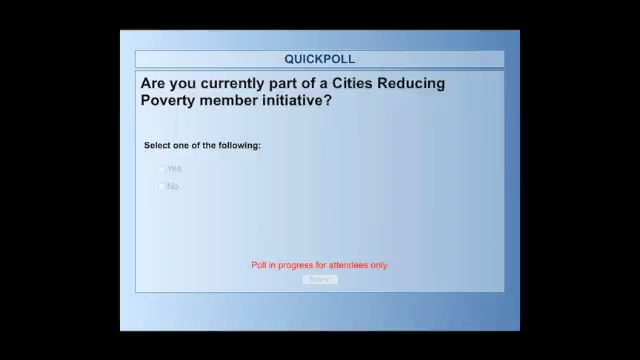 QUICKPOLL
Are you currently part of a Cities Reducing
Poverty member initiative?
Select one of the following:
Yes
No
Poll in progress for attendees only
Submit